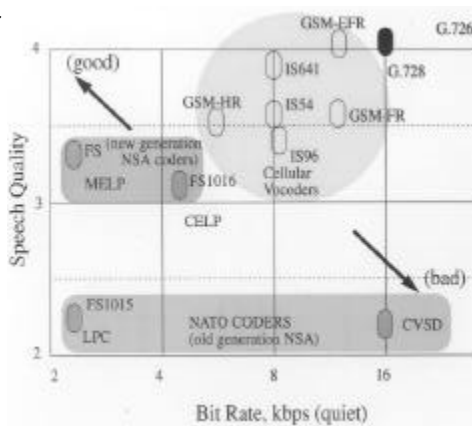 G.726
GSM-EFR
4
(good)
IS641
G.728
GSM-HR
IS54
GSM-FR
FS
(new generation
NSA coders)
IS96
Cellular
Vocoders
MELP
FS1016
3
CELP
Speech Quality
(bad)
FS1015
NATO CODERS
(old generation NSA)
CVSD
LPC
2
2
4
8
16
Bit Rate, kbps (quiet)